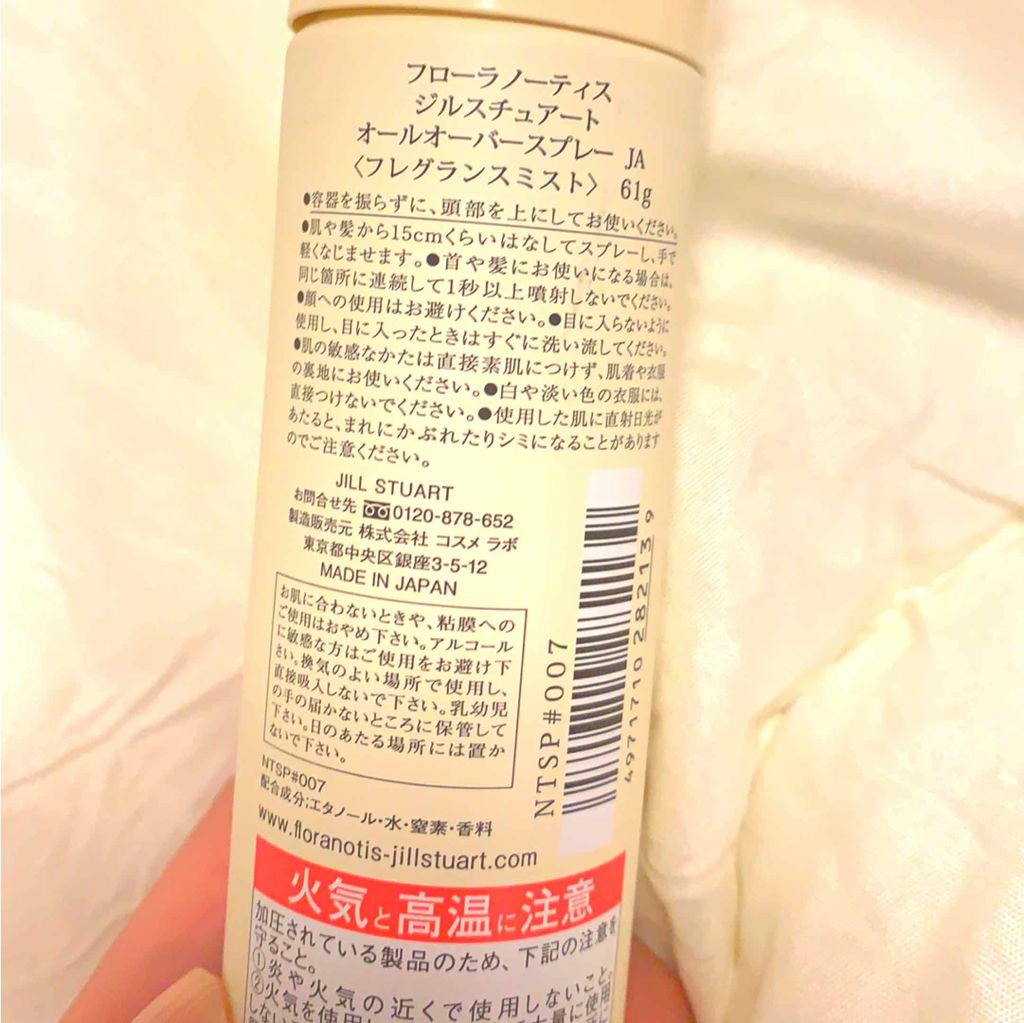 フローラノーティス
ジルスチュアート
オールオーバースプレー JA
〈フレグランスミスト〉 61g
●容器を振らずに、頭部を上にしてお使いください。
●肌や髪から15cmくらいはなしてスプレーし、手で
軽くなじませます。●首や髪にお使いになる場合は、
同じ箇所に連続して1秒以上噴射しないでください。
●顔への使用はお避けください。●目に入らないように
使用し、目に入ったときはすぐに洗い流してください。
●肌の敏感なかたは直接素肌につけず、肌着や衣服
の裏地にお使いください。●白や淡い色の衣服には、
直接つけないでください。●使用した肌に直射日光が
あたると、まれにかぶれたりシミになることがあります
のでご注意ください。
JILL STUART
お問合せ先 0120-878-652
製造販売元 株式会社 コスメ ラボ
東京都中央区銀座3-5-12
MADE IN JAPAN
お肌に合わないときや、粘膜への
ご使用はおやめ下さい。アルコール
に敏感な方はご使用をお避け下
さい。換気のよい場所で使用し、
直接吸入しないで下さい。乳幼児
の手の届かないところに保管して
下さい。日のあたる場所には置か
ないで下さい。
NTSP#007
配合成分;エタノール・水・窒素・香料
www.floranotis-jillstuart.com
NTSP#007
4971710 282139
火気と高温に注意
加圧されている製品のため、下記の注意を
守ること。
①炎や火気の近くで使用しないこと。
②火気を使用